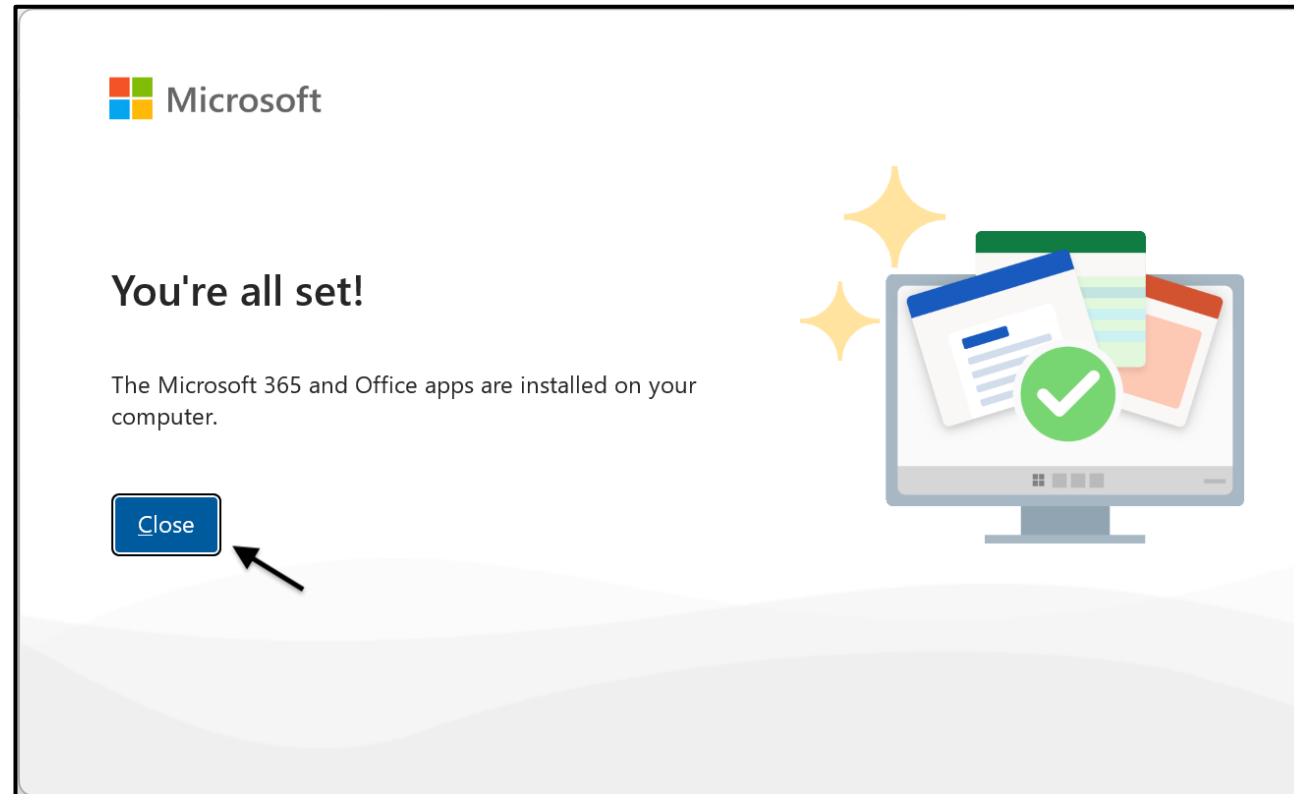 Microsoft
You're all set!
The Microsoft 365 and Office apps are installed on your
computer.
Close